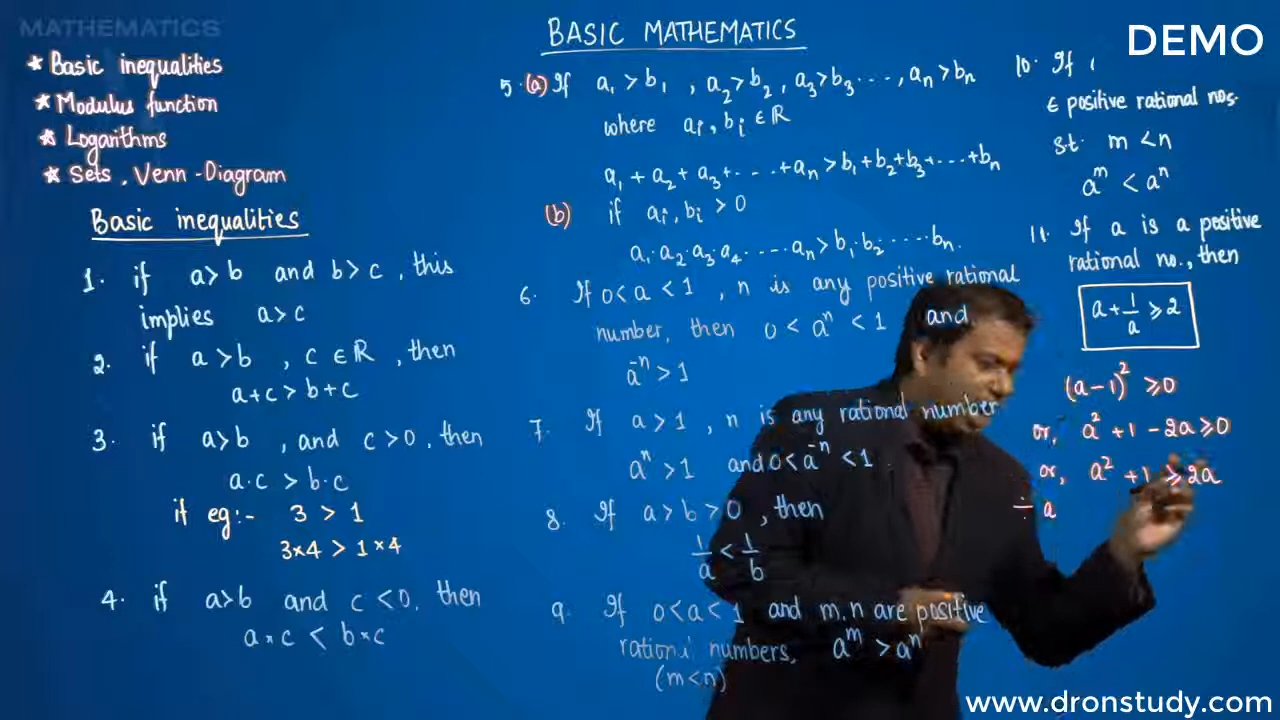 MATHEMATICS
BASIC MATHEMATICS
DEMO
* Basic inequalities
* Modulus function
* Logarithms
* Sets, Venn-Diagram
Basic inequalities
1. if a>b and b>c, this
implies a>c
2. if a>b, c∈ℝ, then
a+c > b+c
3. if a>b, and c>0, then
a.c > b.c
if eg:- 3 > 1
3×4 > 1×4
4. if a>b and c<0, then
a×c < b×c
5. (a) If a₁>b₁, a₂>b₂, a₃>b₃..., aₙ>bₙ
where aᵢ, bᵢ ∈ℝ
a₁+a₂+a₃+-...+aₙ>b₁+b₂+b₃+...+bₙ
(b) if aᵢ, bᵢ >0
a₁.a₂.a₃.a₄.....aₙ>b₁.b₂.....bₙ.
6. If 0<a<1, n is any positive rational
number, then 0<aⁿ<1 and
a⁻ⁿ>1
7. If a>1, n is any rational number
aⁿ>1 and 0<a⁻ⁿ<1.
8. If a>b>0, then
1/a < 1/b
9. If 0<a<1 and m,n are positive
numbers, aᵐ>aⁿ
(m<n)
10. If
∈ positive rational nos.
s.t. m<n
aᵐ<aⁿ
11. If a is a positive
rational no., then
a+1/a ≥2
(a-1)² ≥0
or, a²+1-2a≥0
or, a²+1 ≥2a
÷ a
www.dronstudy.com